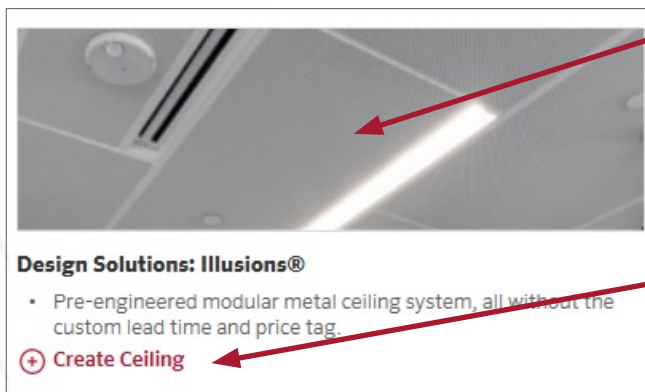 Design Solutions: Illusions®
• Pre-engineered modular metal ceiling system, all without the
custom lead time and price tag.
Create Ceiling